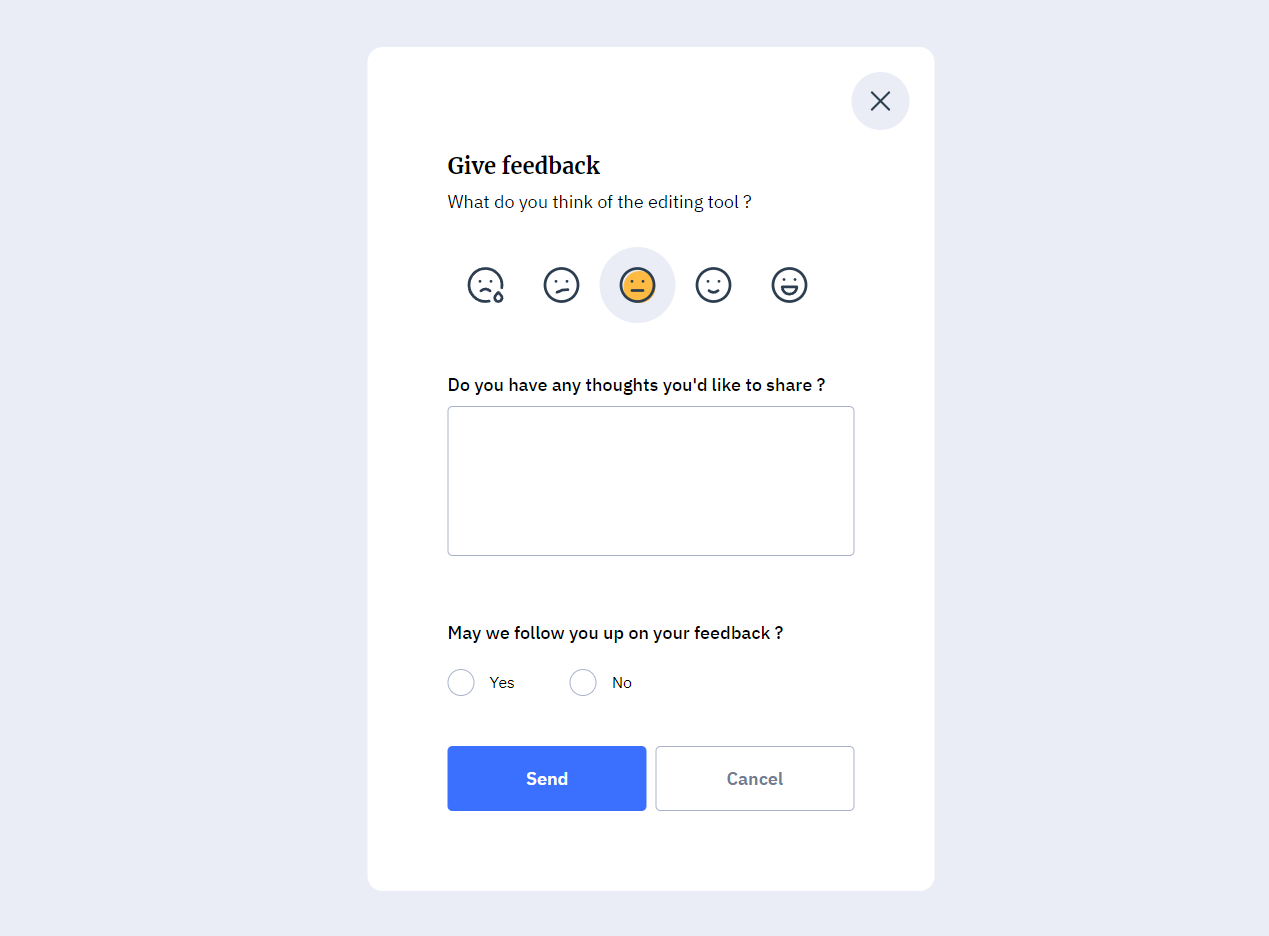 Give feedback
What do you think of the editing tool ?
Do you have any thoughts you'd like to share ?
May we follow you up on your feedback ?
Yes No
Send Cancel